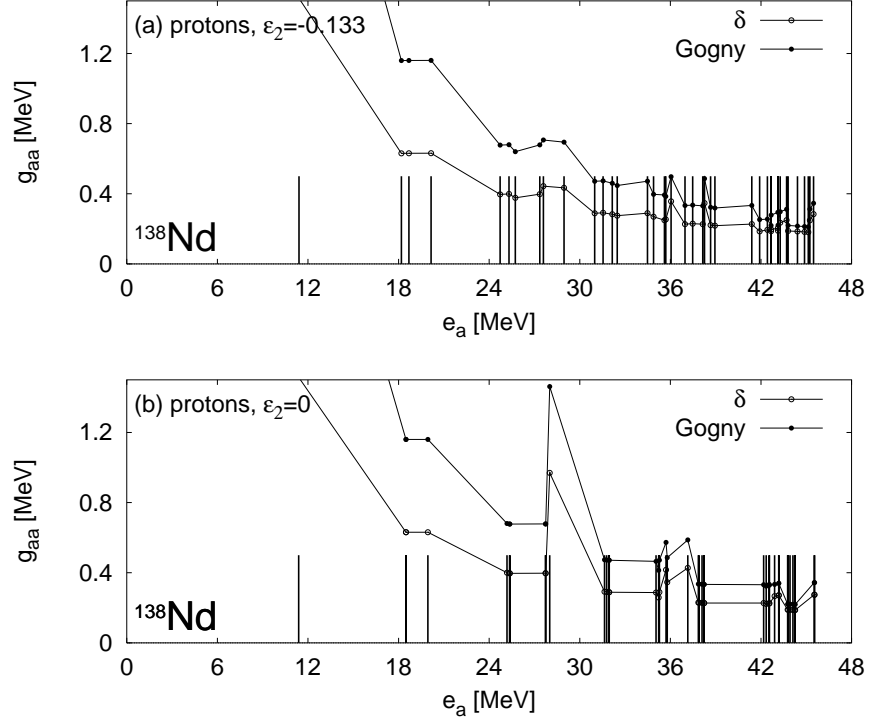 (a) protons, ε₂=-0.133
δ
Gogny
1.2
0.8
0.4
0
gₐₐ [MeV]
¹³⁸Nd
0 6 12 18 24 30 36 42 48
eₐ [MeV]
(b) protons, ε₂=0
δ
Gogny
1.2
0.8
0.4
0
gₐₐ [MeV]
¹³⁸Nd
0 6 12 18 24 30 36 42 48
eₐ [MeV]